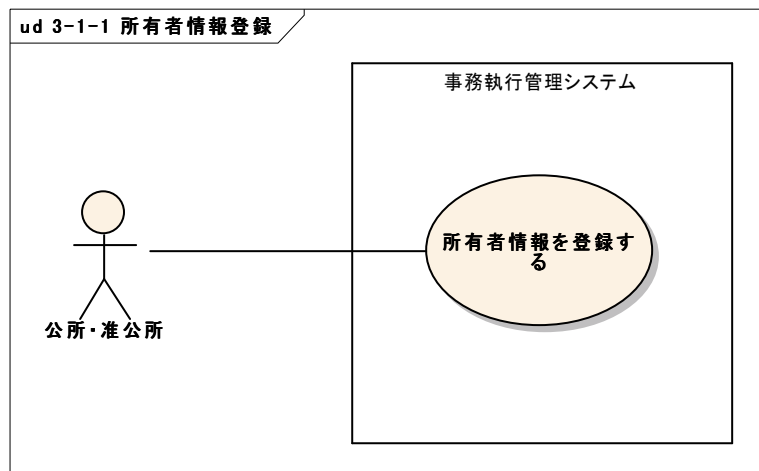 ud 3-1-1 所有者情報登録
事務執行管理システム
所有者情報を登録す
る
公所・准公所